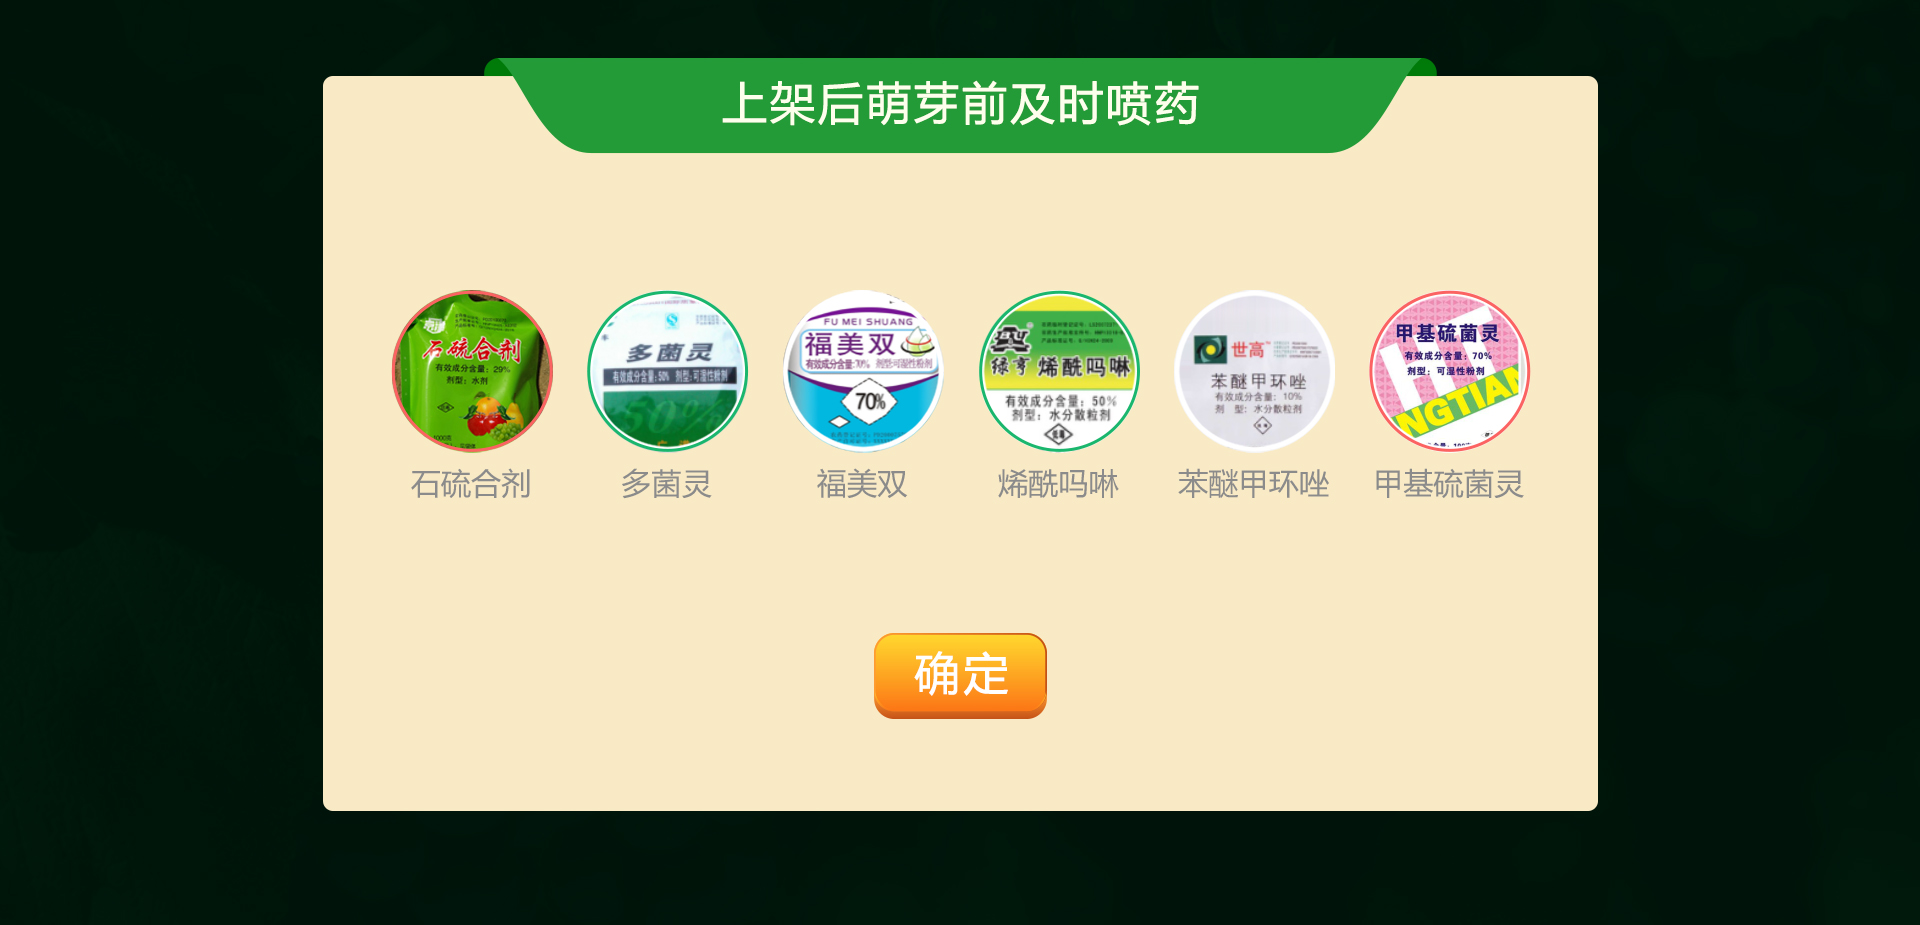 上架后萌芽前及时喷药
石硫合剂
有效成分含量：29%
剂型：水剂
多菌灵
有效成分含量：50% 剂型：可湿性粉剂
50%
FU MEI SHUANG
福美双
有效成分含量：70% 剂型：可湿性粉剂
70%
绿亨 烯酰吗啉
有效成分含量：50%
剂型：水分散粒剂
低毒
世高
苯醚甲环唑
有效成分含量：10%
剂 型：水分散粒剂
甲基硫菌灵
有效成分含量：70%
剂型：可湿性粉剂
NGTIAN
石硫合剂
多菌灵
福美双
烯酰吗啉
苯醚甲环唑
甲基硫菌灵
确定